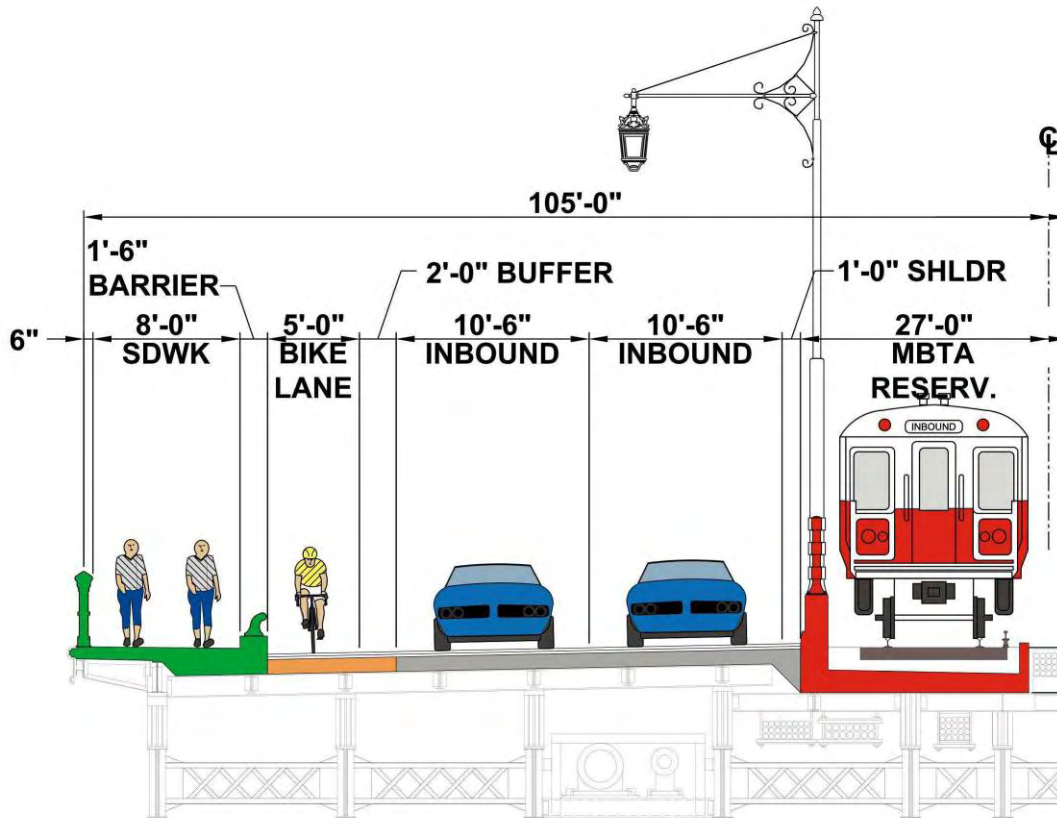 ℄
105'-0"
1'-6"
BARRIER
2'-0" BUFFER
1'-0" SHLDR
6"
8'-0"
SDWK
5'-0"
BIKE
LANE
10'-6"
INBOUND
10'-6"
INBOUND
27'-0"
MBTA
RESERV.
INBOUND